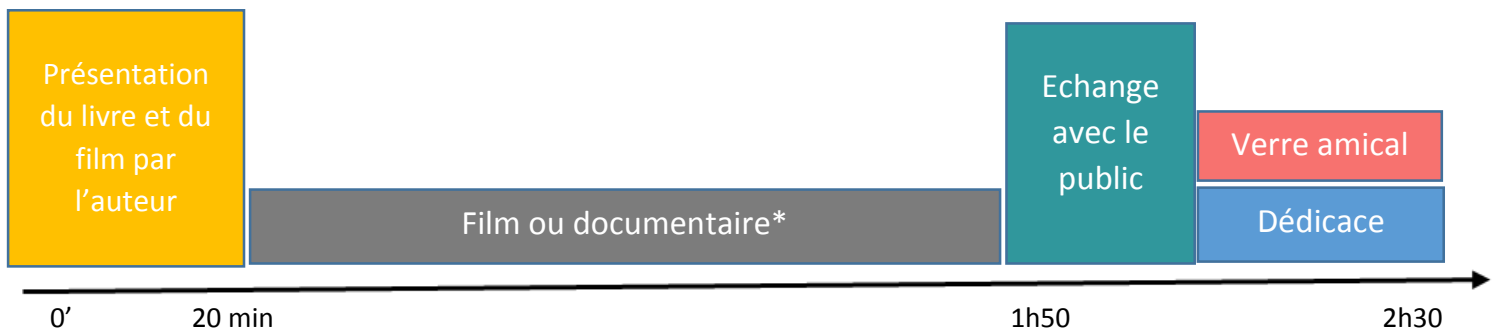 Présentation
du livre et du
film par
l’auteur
Film ou documentaire*
Echange
avec le
public
Verre amical
Dédicace
0’
20 min
1h50
2h30